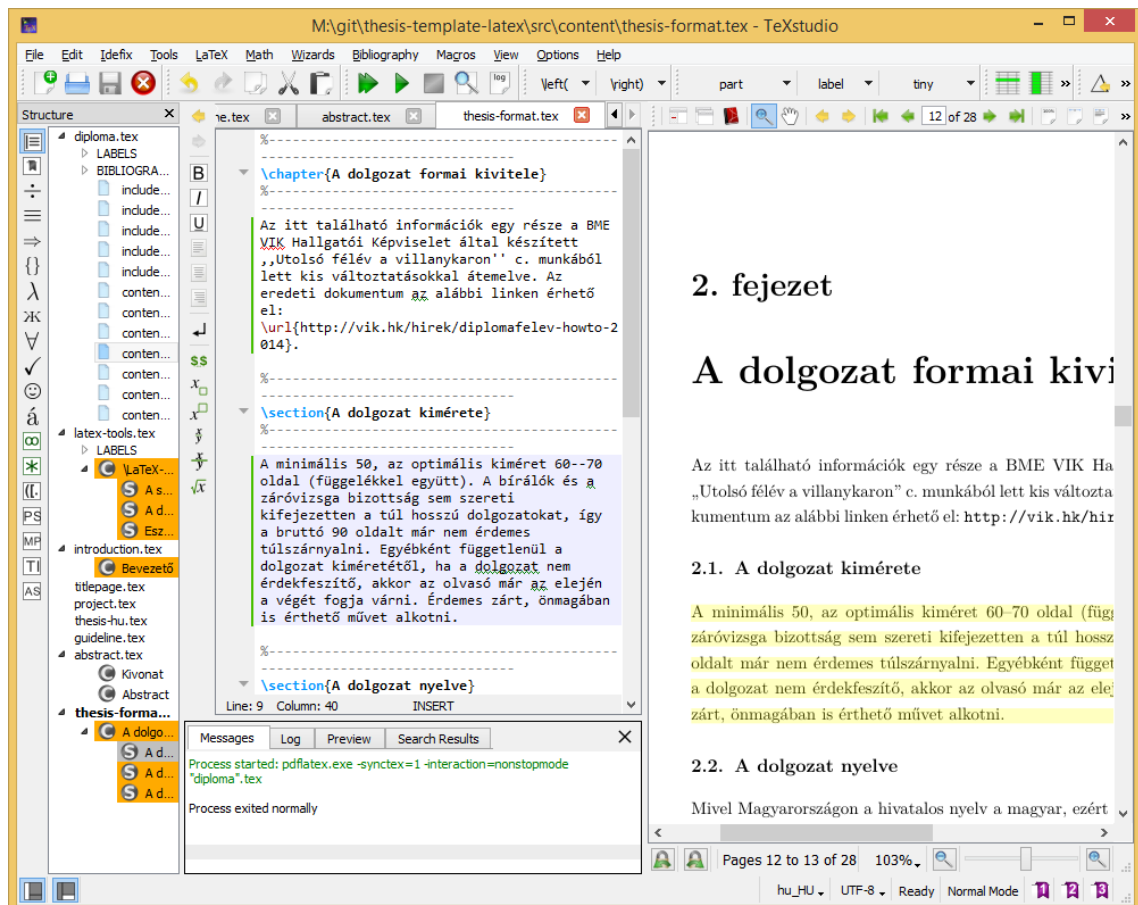 M:\git\thesis-template-latex\src\content\thesis-format.tex - TeXstudio
File Edit Idefix Tools LaTeX Math Wizards Bibliography Magros View Options Help
log \left( \right) part label tiny
Structure
diploma.tex
LABELS
BIBLIOGRA...
include...
include...
include...
include...
include...
conten...
conten...
conten...
conten...
conten...
conten...
conten...
latex-tools.tex
LABELS
\LaTeX-...
A s...
A d...
Esz...
introduction.tex
Bevezető
titlepage.tex
project.tex
thesis-hu.tex
guideline.tex
abstract.tex
Kivonat
Abstract
thesis-forma...
A dolgo...
A d...
A d...
A d...
ne.tex abstract.tex thesis-format.tex
%-----------------------------------------------
---------------------------------
\chapter{A dolgozat formai kivitele}
%-----------------------------------------------
---------------------------------
Az itt található információk egy része a BME
VIK Hallgatói Képviselet által készített
,,Utolsó félév a villanykaron'' c. munkából
lett kis változtatásokkal átemelve. Az
eredeti dokumentum az alábbi linken érhető
el:
\url{http://vik.hk/hirek/diplomafelev-howto-2
014}.
%-----------------------------------------------
---------------------------------
\section{A dolgozat kimérete}
%-----------------------------------------------
---------------------------------
A minimális 50, az optimális kiméret 60--70
oldal (függelékkel együtt). A bírálók és a
záróvizsga bizottság sem szereti
kifejezetten a túl hosszú dolgozatokat, így
a bruttó 90 oldalt már nem érdemes
túlszárnyalni. Egyébként függetlenül a
dolgozat kiméretétől, ha a dolgozat nem
érdekfeszítő, akkor az olvasó már az elején
a végét fogja várni. Érdemes zárt, önmagában
is érthető művet alkotni.
%-----------------------------------------------
---------------------------------
\section{A dolgozat nyelve}
Line: 9 Column: 40 INSERT
Messages Log Preview Search Results
Process started: pdflatex.exe -synctex=1 -interaction=nonstopmode
"diploma".tex
Process exited normally
12 of 28
2. fejezet
A dolgozat formai kivi
Az itt található információk egy része a BME VIK Ha
„Utolsó félév a villanykaron” c. munkából lett kis változta
kumentum az alábbi linken érhető el: http://vik.hk/hir
2.1. A dolgozat kimérete
A minimális 50, az optimális kiméret 60–70 oldal (függ
záróvizsga bizottság sem szereti kifejezetten a túl hossz
oldalt már nem érdemes túlszárnyalni. Egyébként függet
a dolgozat nem érdekfeszítő, akkor az olvasó már az elej
zárt, önmagában is érthető művet alkotni.
2.2. A dolgozat nyelve
Mivel Magyarországon a hivatalos nyelv a magyar, ezért
Pages 12 to 13 of 28 103%
hu_HU UTF-8 Ready Normal Mode 1 2 3